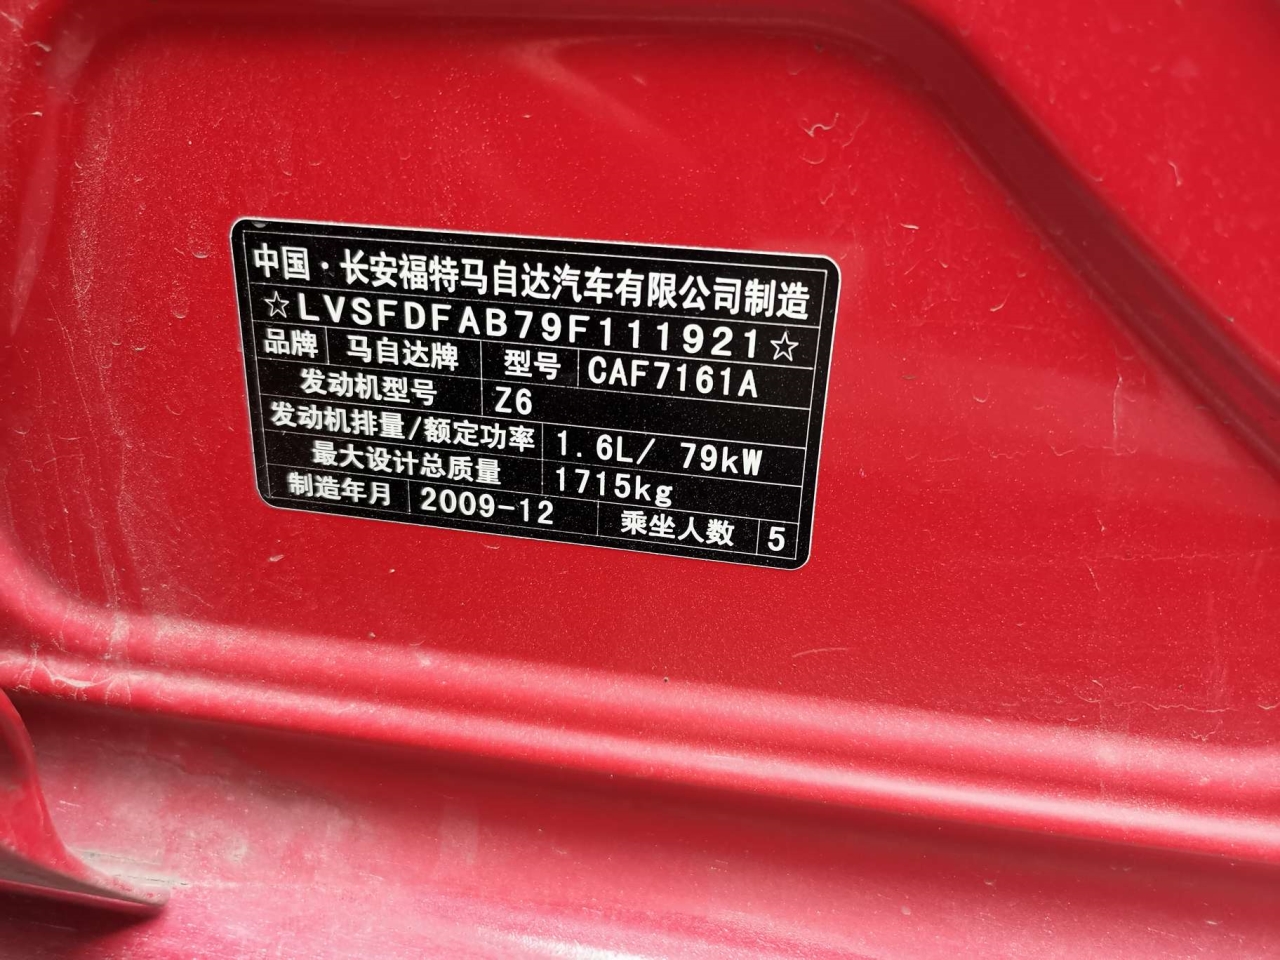 中国·长安福特马自达汽车有限公司制造
☆LVSFDFAB79F111921☆
品牌 马自达牌 型号 CAF7161A
发动机型号 Z6
发动机排量/额定功率 1.6L/ 79kW
最大设计总质量 1715kg
制造年月 2009-12 乘坐人数 5